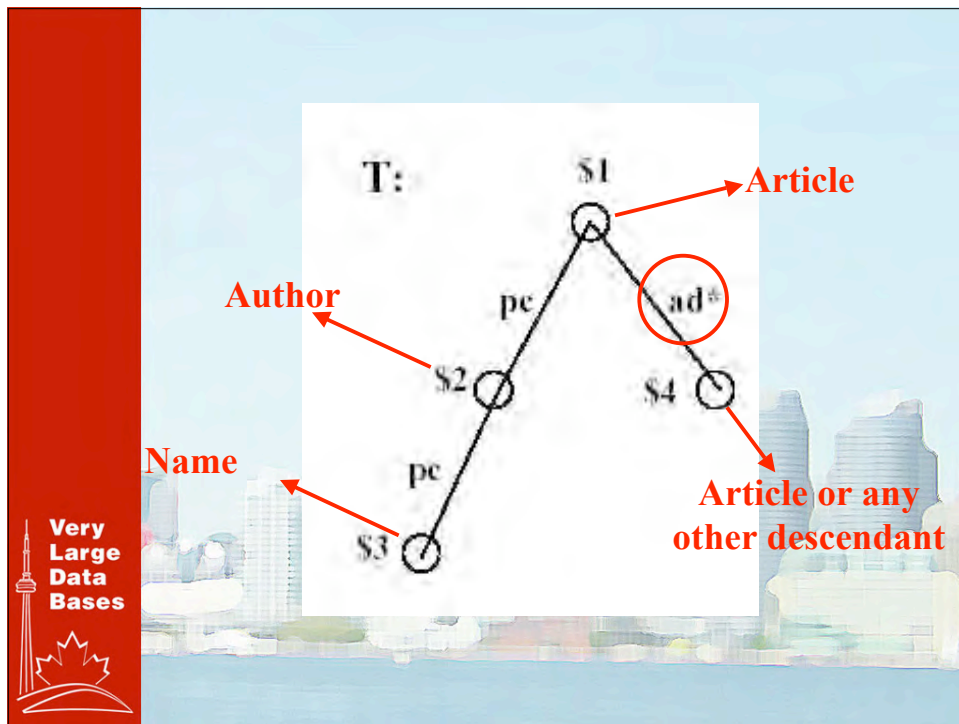 T:
$1
Article
Author
pc
ad*
$2
$4
Name
pc
Article or any
other descendant
$3
Very
Large
Data
Bases